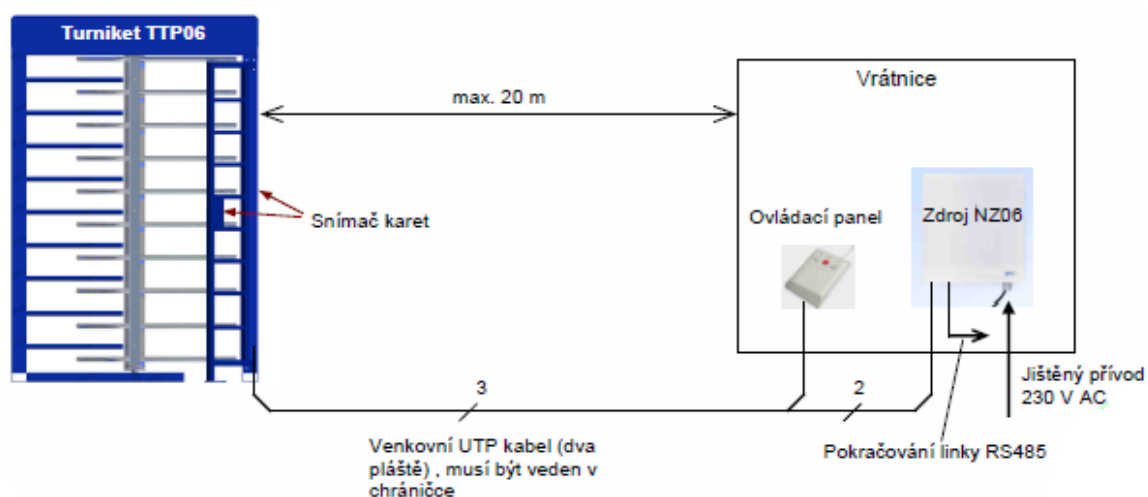 Turniket TTP06
Vrátnice
max. 20 m
Snímač karet
Ovládací panel
Zdroj NZ06
3
2
Jištěný přívod
230 V AC
Venkovní UTP kabel (dva
pláště) , musí být veden v
chráničce
Pokračování linky RS485